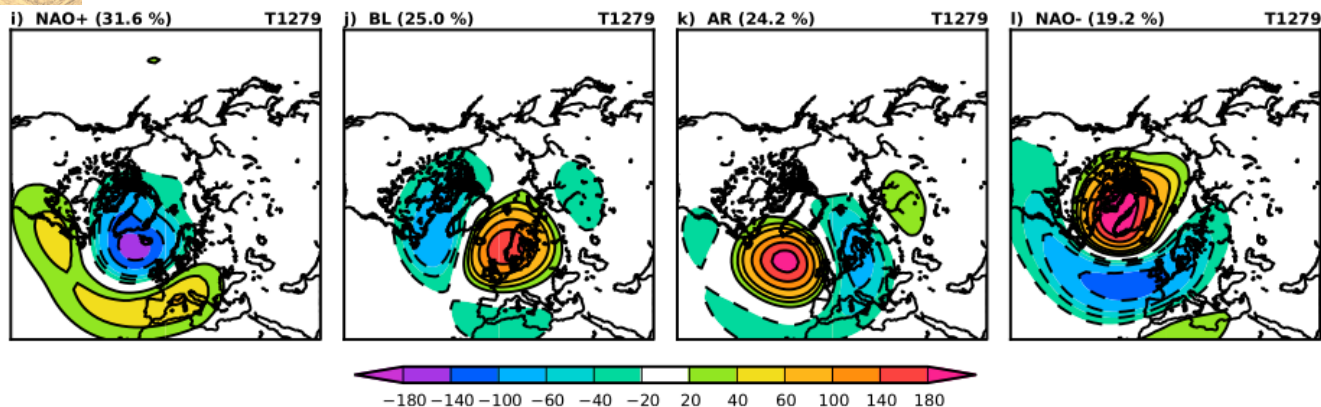 i) NAO+ (31.6 %) T1279 j) BL (25.0 %) T1279 k) AR (24.2 %) T1279 l) NAO- (19.2 %) T1279
−180 −140 −100 −60 −40 −20 20 40 60 100 140 180